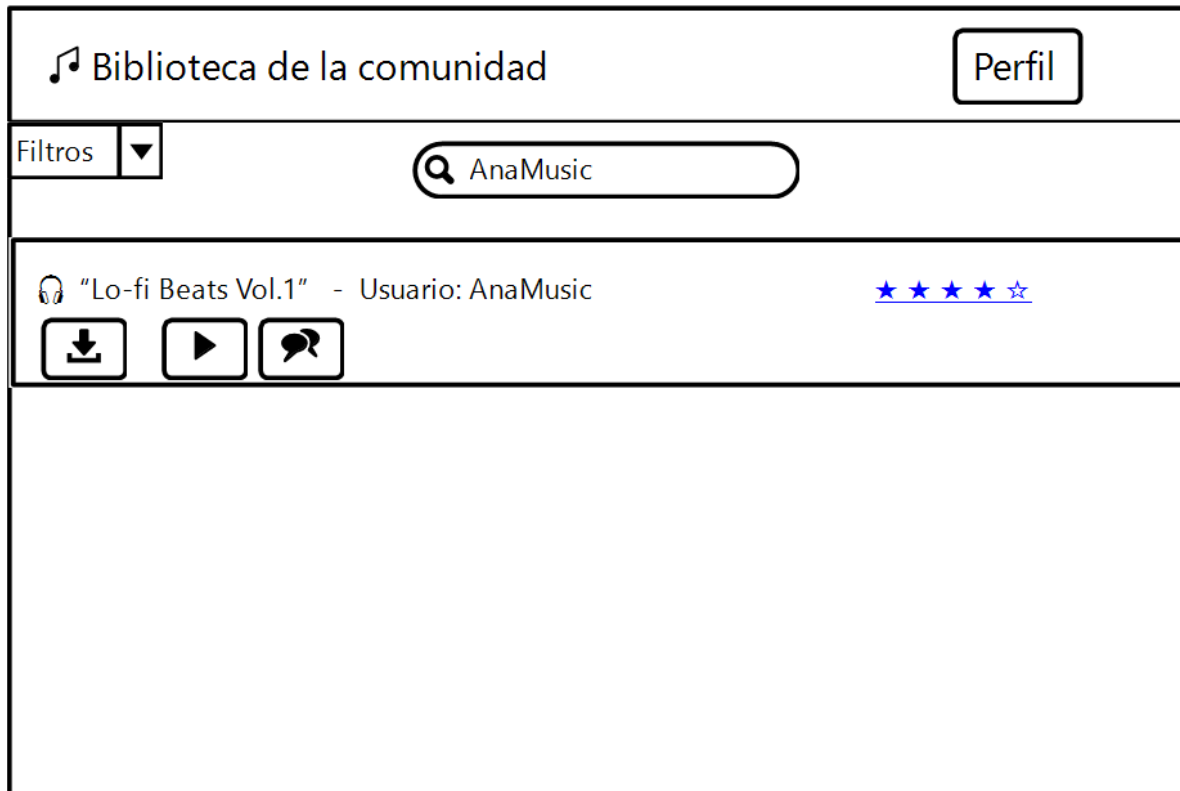 Biblioteca de la comunidad
Perfil
Filtros
AnaMusic
“Lo-fi Beats Vol.1” - Usuario: AnaMusic ★ ★ ★ ★ ☆